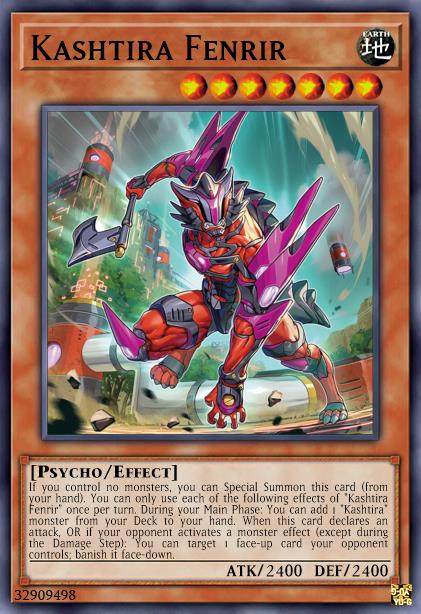 KASHTIRA FENRIR
EARTH
地
[PSYCHO/EFFECT]
If you control no monsters, you can Special Summon this card (from
your hand). You can only use each of the following effects of "Kashtira
Fenrir" once per turn. During your Main Phase: You can add 1 "Kashtira"
monster from your Deck to your hand. When this card declares an
attack, OR if your opponent activates a monster effect (except during
the Damage Step): You can target 1 face-up card your opponent
controls; banish it face-down.
ATK/2400 DEF/2400
32909498